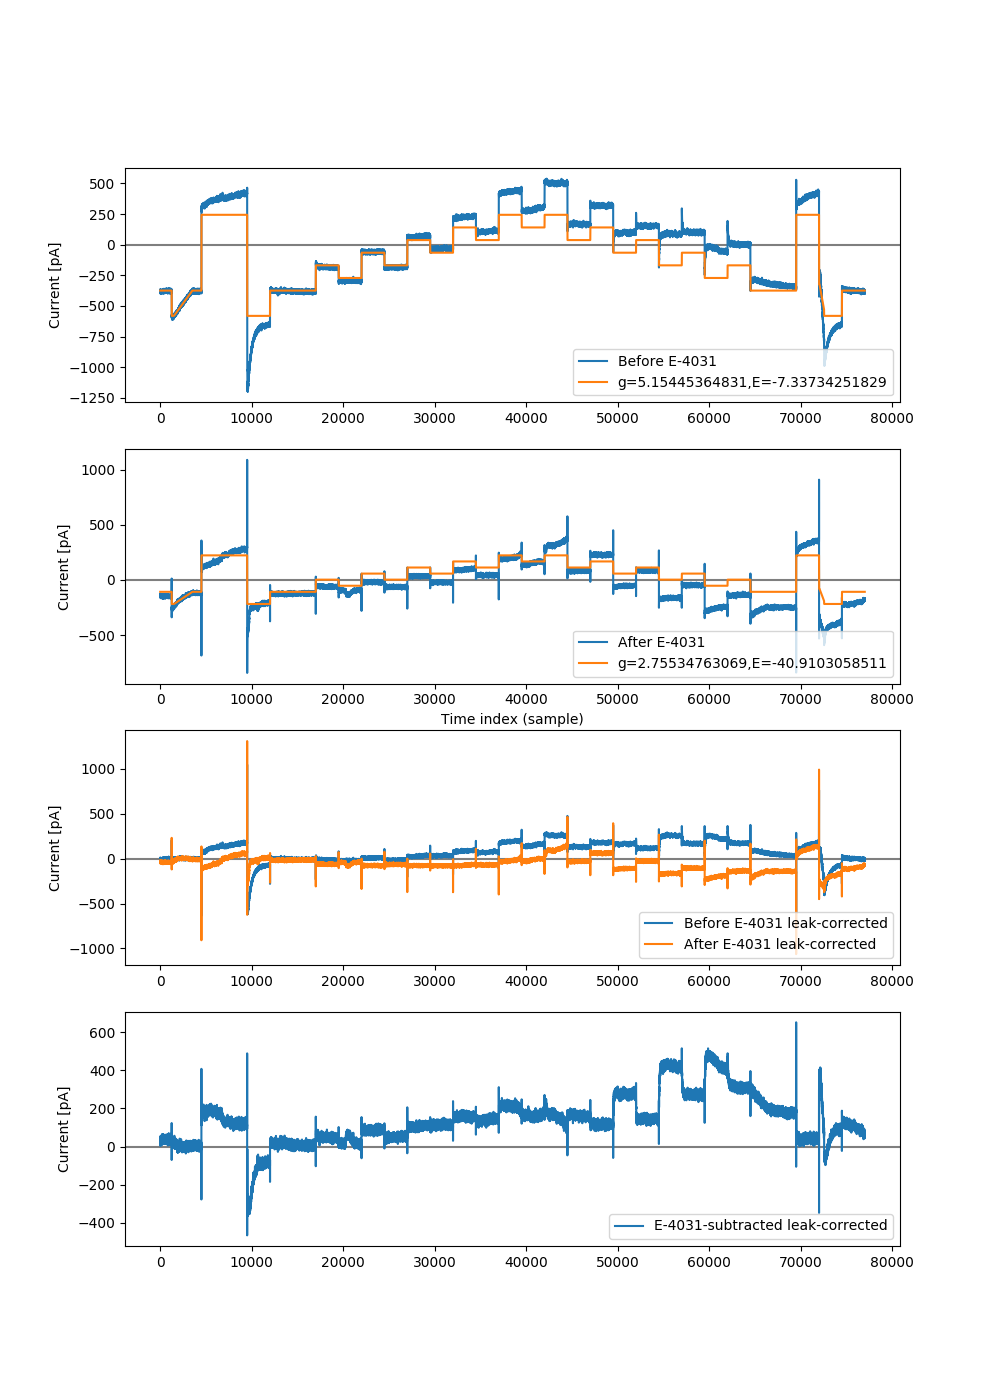 500
250
0
−250
−500
−750
−1000
−1250
Current [pA]
Before E-4031
g=5.15445364831,E=-7.33734251829
0 10000 20000 30000 40000 50000 60000 70000 80000
1000
500
0
−500
Current [pA]
After E-4031
g=2.75534763069,E=-40.9103058511
0 10000 20000 30000 40000 50000 60000 70000 80000
Time index (sample)
1000
500
0
−500
−1000
Current [pA]
Before E-4031 leak-corrected
After E-4031 leak-corrected
0 10000 20000 30000 40000 50000 60000 70000 80000
600
400
200
0
−200
−400
Current [pA]
E-4031-subtracted leak-corrected
0 10000 20000 30000 40000 50000 60000 70000 80000